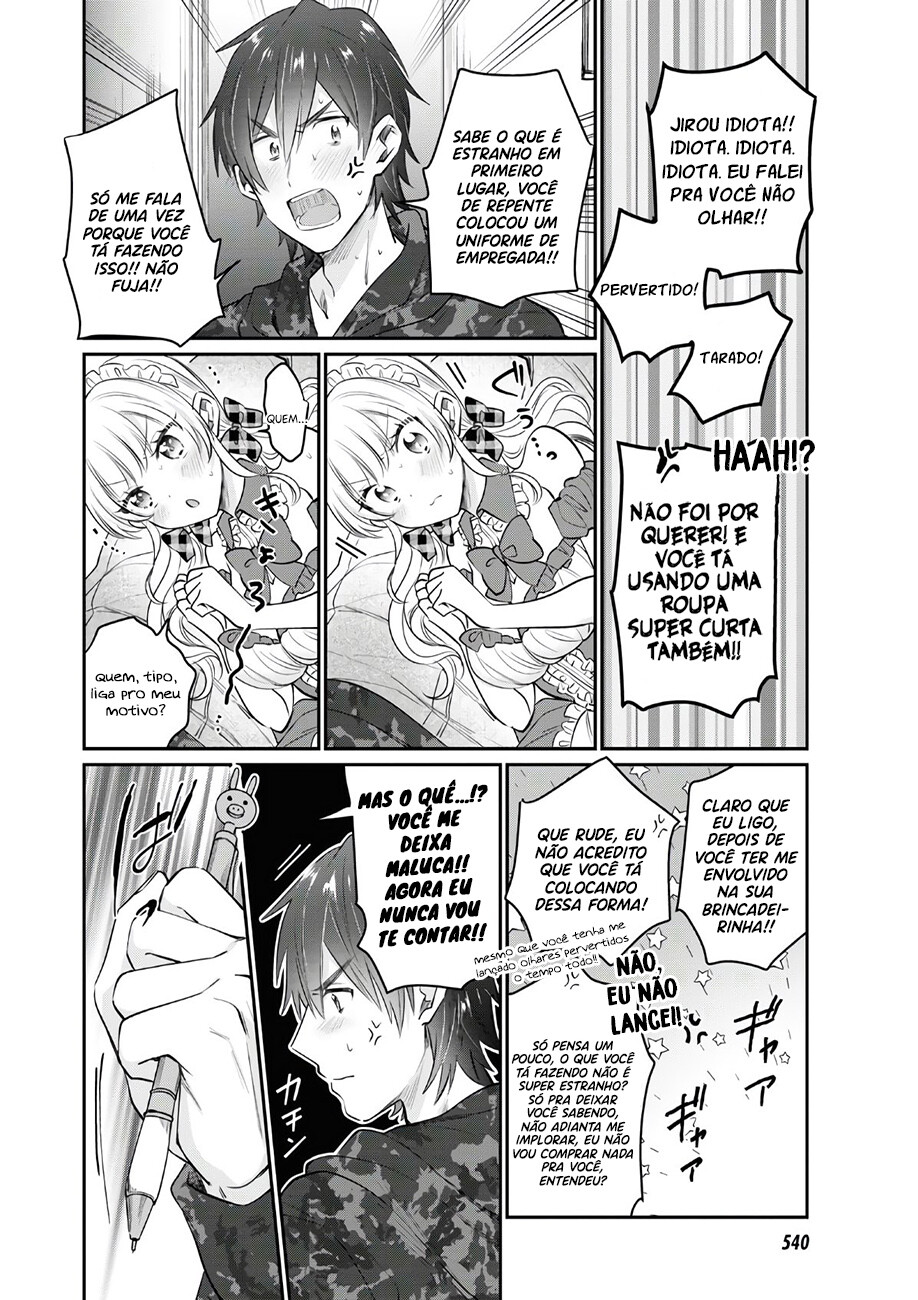 JIROU IDIOTA!!
IDIOTA. IDIOTA.
IDIOTA. EU FALEI
PRA VOCÊ NÃO
OLHAR!!
PERVERTIDO!
TARADO!
HAAH!?
NÃO FOI POR
QUERER! E
VOCÊ TÁ
USANDO UMA
ROUPA
SUPER CURTA
TAMBÉM!!
SABE O QUE É
ESTRANHO EM
PRIMEIRO
LUGAR, VOCÊ
DE REPENTE
COLOCOU UM
UNIFORME DE
EMPREGADA!!
SÓ ME FALA
DE UMA VEZ
PORQUE VOCÊ
TÁ FAZENDO
ISSO!! NÃO
FUJA!!
QUEM...
Quem, tipo,
liga pro meu
motivo?
CLARO QUE
EU LIGO,
DEPOIS DE
VOCÊ TER ME
ENVOLVIDO
NA SUA
BRINCADEI-
RINHA!!
QUE RUDE, EU
NÃO ACREDITO
QUE VOCÊ TÁ
COLOCANDO
DESSA FORMA!
mesmo que você tenha me
lançado olhares pervertidos
o tempo todo!!
NÃO,
EU NÃO
LANCEI!
ギャー
ギャー
SÓ PENSA UM
POUCO, O QUE VOCÊ
TÁ FAZENDO NÃO É
SUPER ESTRANHO?
SÓ PRA DEIXAR
VOCÊ SABENDO,
NÃO ADIANTA ME
IMPLORAR, EU NÃO
VOU COMPRAR NADA
PRA VOCÊ,
ENTENDEU?
MAS O QUÊ...!?
VOCÊ ME
DEIXA
MALUCA!!
AGORA EU
NUNCA VOU
TE CONTAR!!
カチン
ば
540